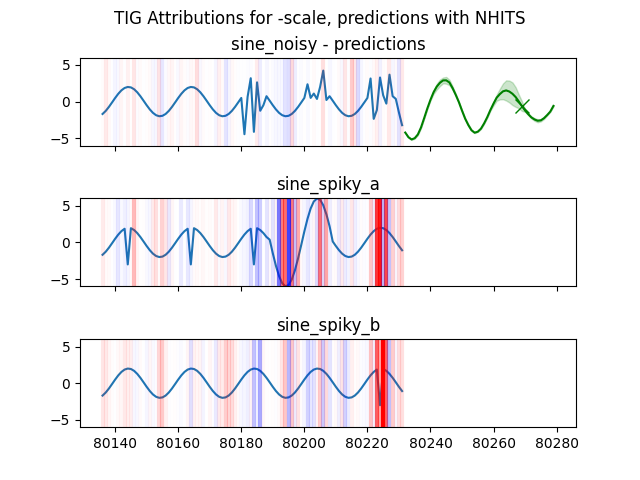 TIG Attributions for -scale, predictions with NHITS
sine_noisy - predictions
5
0
−5
sine_spiky_a
5
0
−5
sine_spiky_b
5
0
−5
80140 80160 80180 80200 80220 80240 80260 80280